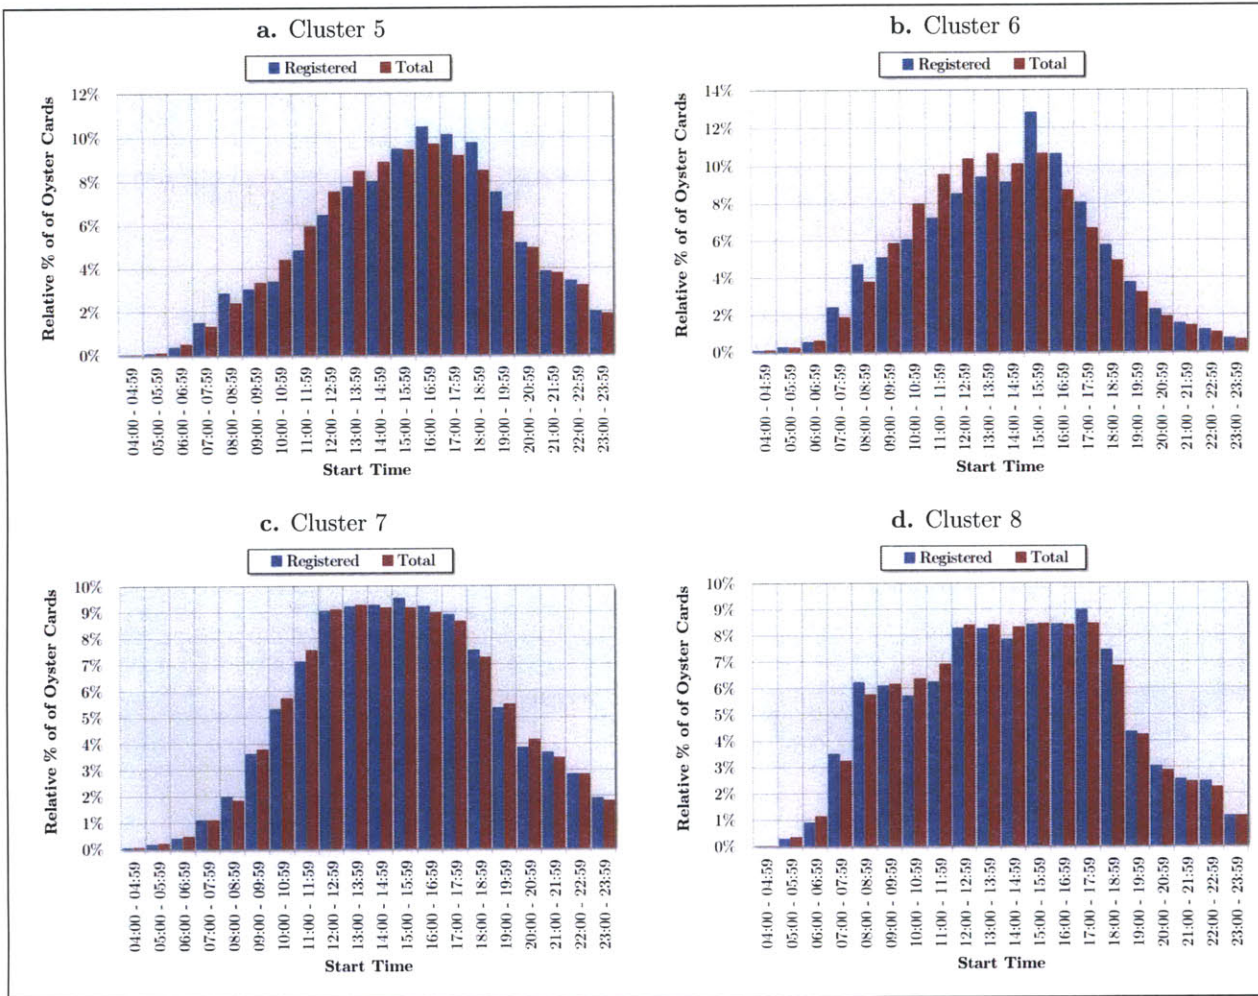 a. Cluster 5
Registered Total
Relative % of of Oyster Cards
12%
10%
8%
6%
4%
2%
0%
04:00 - 04:59
05:00 - 05:59
06:00 - 06:59
07:00 - 07:59
08:00 - 08:59
09:00 - 09:59
10:00 - 10:59
11:00 - 11:59
12:00 - 12:59
13:00 - 13:59
14:00 - 14:59
15:00 - 15:59
16:00 - 16:59
17:00 - 17:59
18:00 - 18:59
19:00 - 19:59
20:00 - 20:59
21:00 - 21:59
22:00 - 22:59
23:00 - 23:59
Start Time
b. Cluster 6
Registered Total
Relative % of of Oyster Cards
14%
12%
10%
8%
6%
4%
2%
0%
04:00 - 04:59
05:00 - 05:59
06:00 - 06:59
07:00 - 07:59
08:00 - 08:59
09:00 - 09:59
10:00 - 10:59
11:00 - 11:59
12:00 - 12:59
13:00 - 13:59
14:00 - 14:59
15:00 - 15:59
16:00 - 16:59
17:00 - 17:59
18:00 - 18:59
19:00 - 19:59
20:00 - 20:59
21:00 - 21:59
22:00 - 22:59
23:00 - 23:59
Start Time
c. Cluster 7
Registered Total
Relative % of of Oyster Cards
10%
9%
8%
7%
6%
5%
4%
3%
2%
1%
0%
04:00 - 04:59
05:00 - 05:59
06:00 - 06:59
07:00 - 07:59
08:00 - 08:59
09:00 - 09:59
10:00 - 10:59
11:00 - 11:59
12:00 - 12:59
13:00 - 13:59
14:00 - 14:59
15:00 - 15:59
16:00 - 16:59
17:00 - 17:59
18:00 - 18:59
19:00 - 19:59
20:00 - 20:59
21:00 - 21:59
22:00 - 22:59
23:00 - 23:59
Start Time
d. Cluster 8
Registered Total
Relative % of of Oyster Cards
10%
9%
8%
7%
6%
5%
4%
3%
2%
1%
0%
04:00 - 04:59
05:00 - 05:59
06:00 - 06:59
07:00 - 07:59
08:00 - 08:59
09:00 - 09:59
10:00 - 10:59
11:00 - 11:59
12:00 - 12:59
13:00 - 13:59
14:00 - 14:59
15:00 - 15:59
16:00 - 16:59
17:00 - 17:59
18:00 - 18:59
19:00 - 19:59
20:00 - 20:59
21:00 - 21:59
22:00 - 22:59
23:00 - 23:59
Start Time